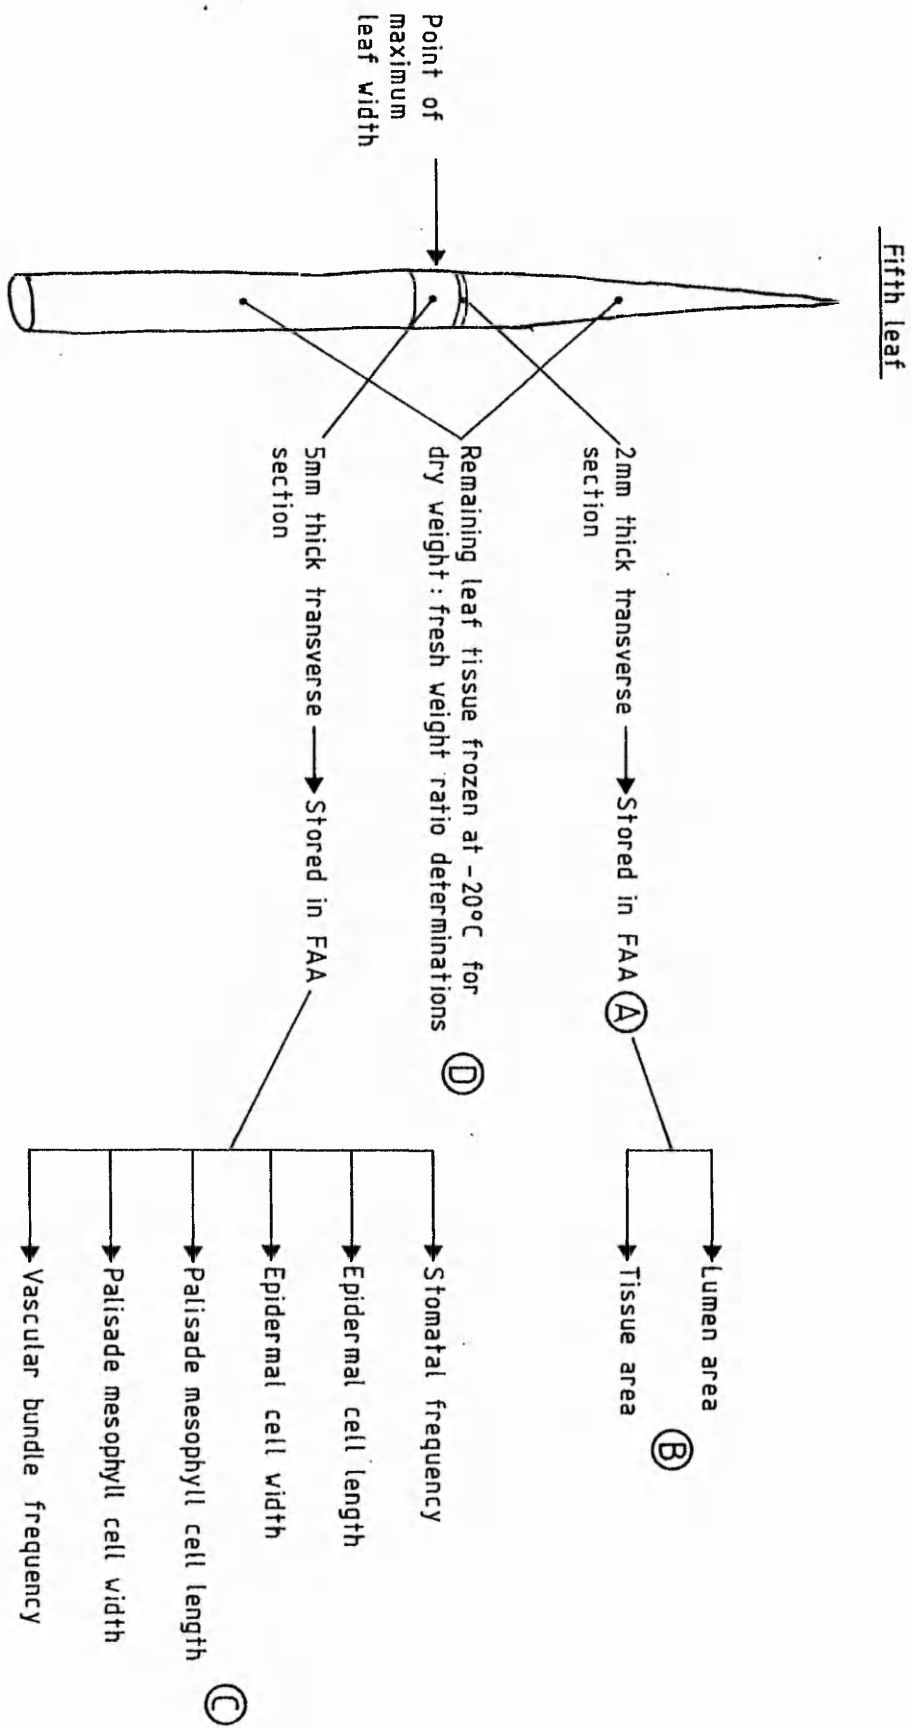 Fifth leaf
Point of
maximum
leaf width
2mm thick transverse
section
Stored in FAA
A
Lumen area
Tissue area
B
Remaining leaf tissue frozen at -20°C for
dry weight: fresh weight ratio determinations
D
5mm thick transverse
section
Stored in FAA
Stomatal frequency
Epidermal cell length
Epidermal cell width
Palisade mesophyll cell length
Palisade mesophyll cell width
Vascular bundle frequency
C